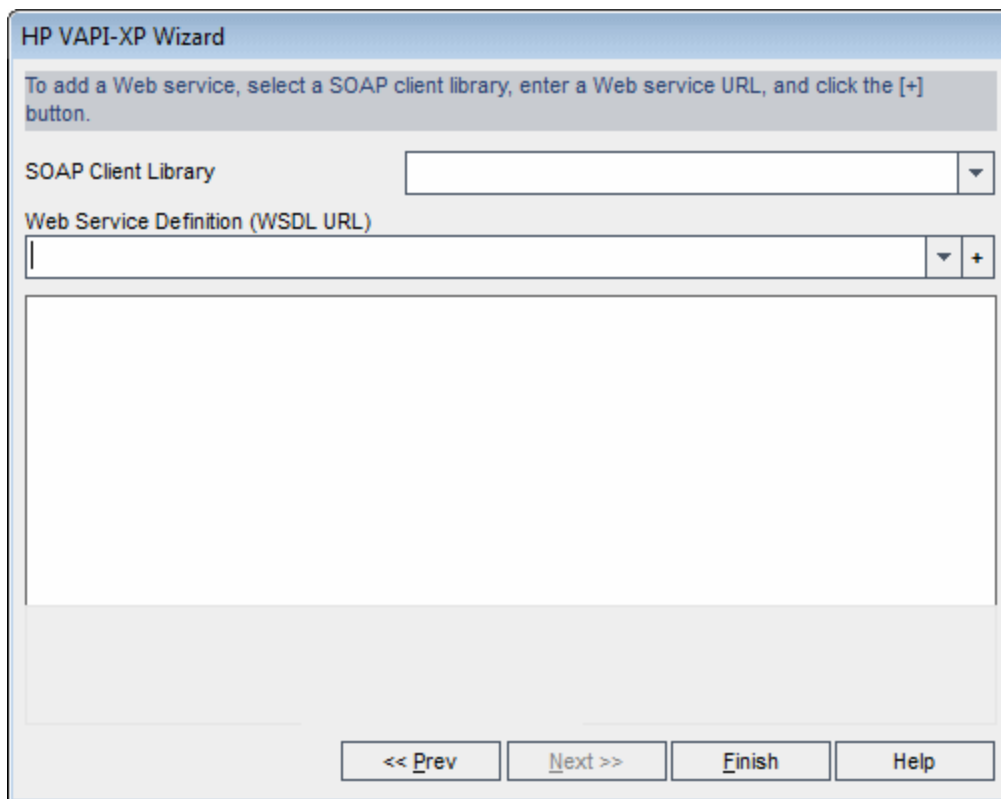 HP VAPI-XP Wizard
To add a Web service, select a SOAP client library, enter a Web service URL, and click the [+]
button.
SOAP Client Library
Web Service Definition (WSDL URL)
+
<< Prev Next >> Finish Help